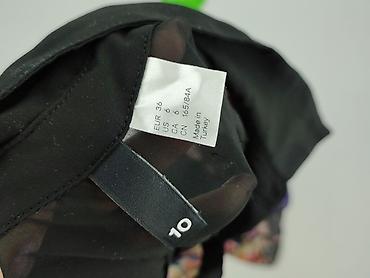 EUR 36
US 6
CA 6
CN 165/84A
Made in
Turkey
10